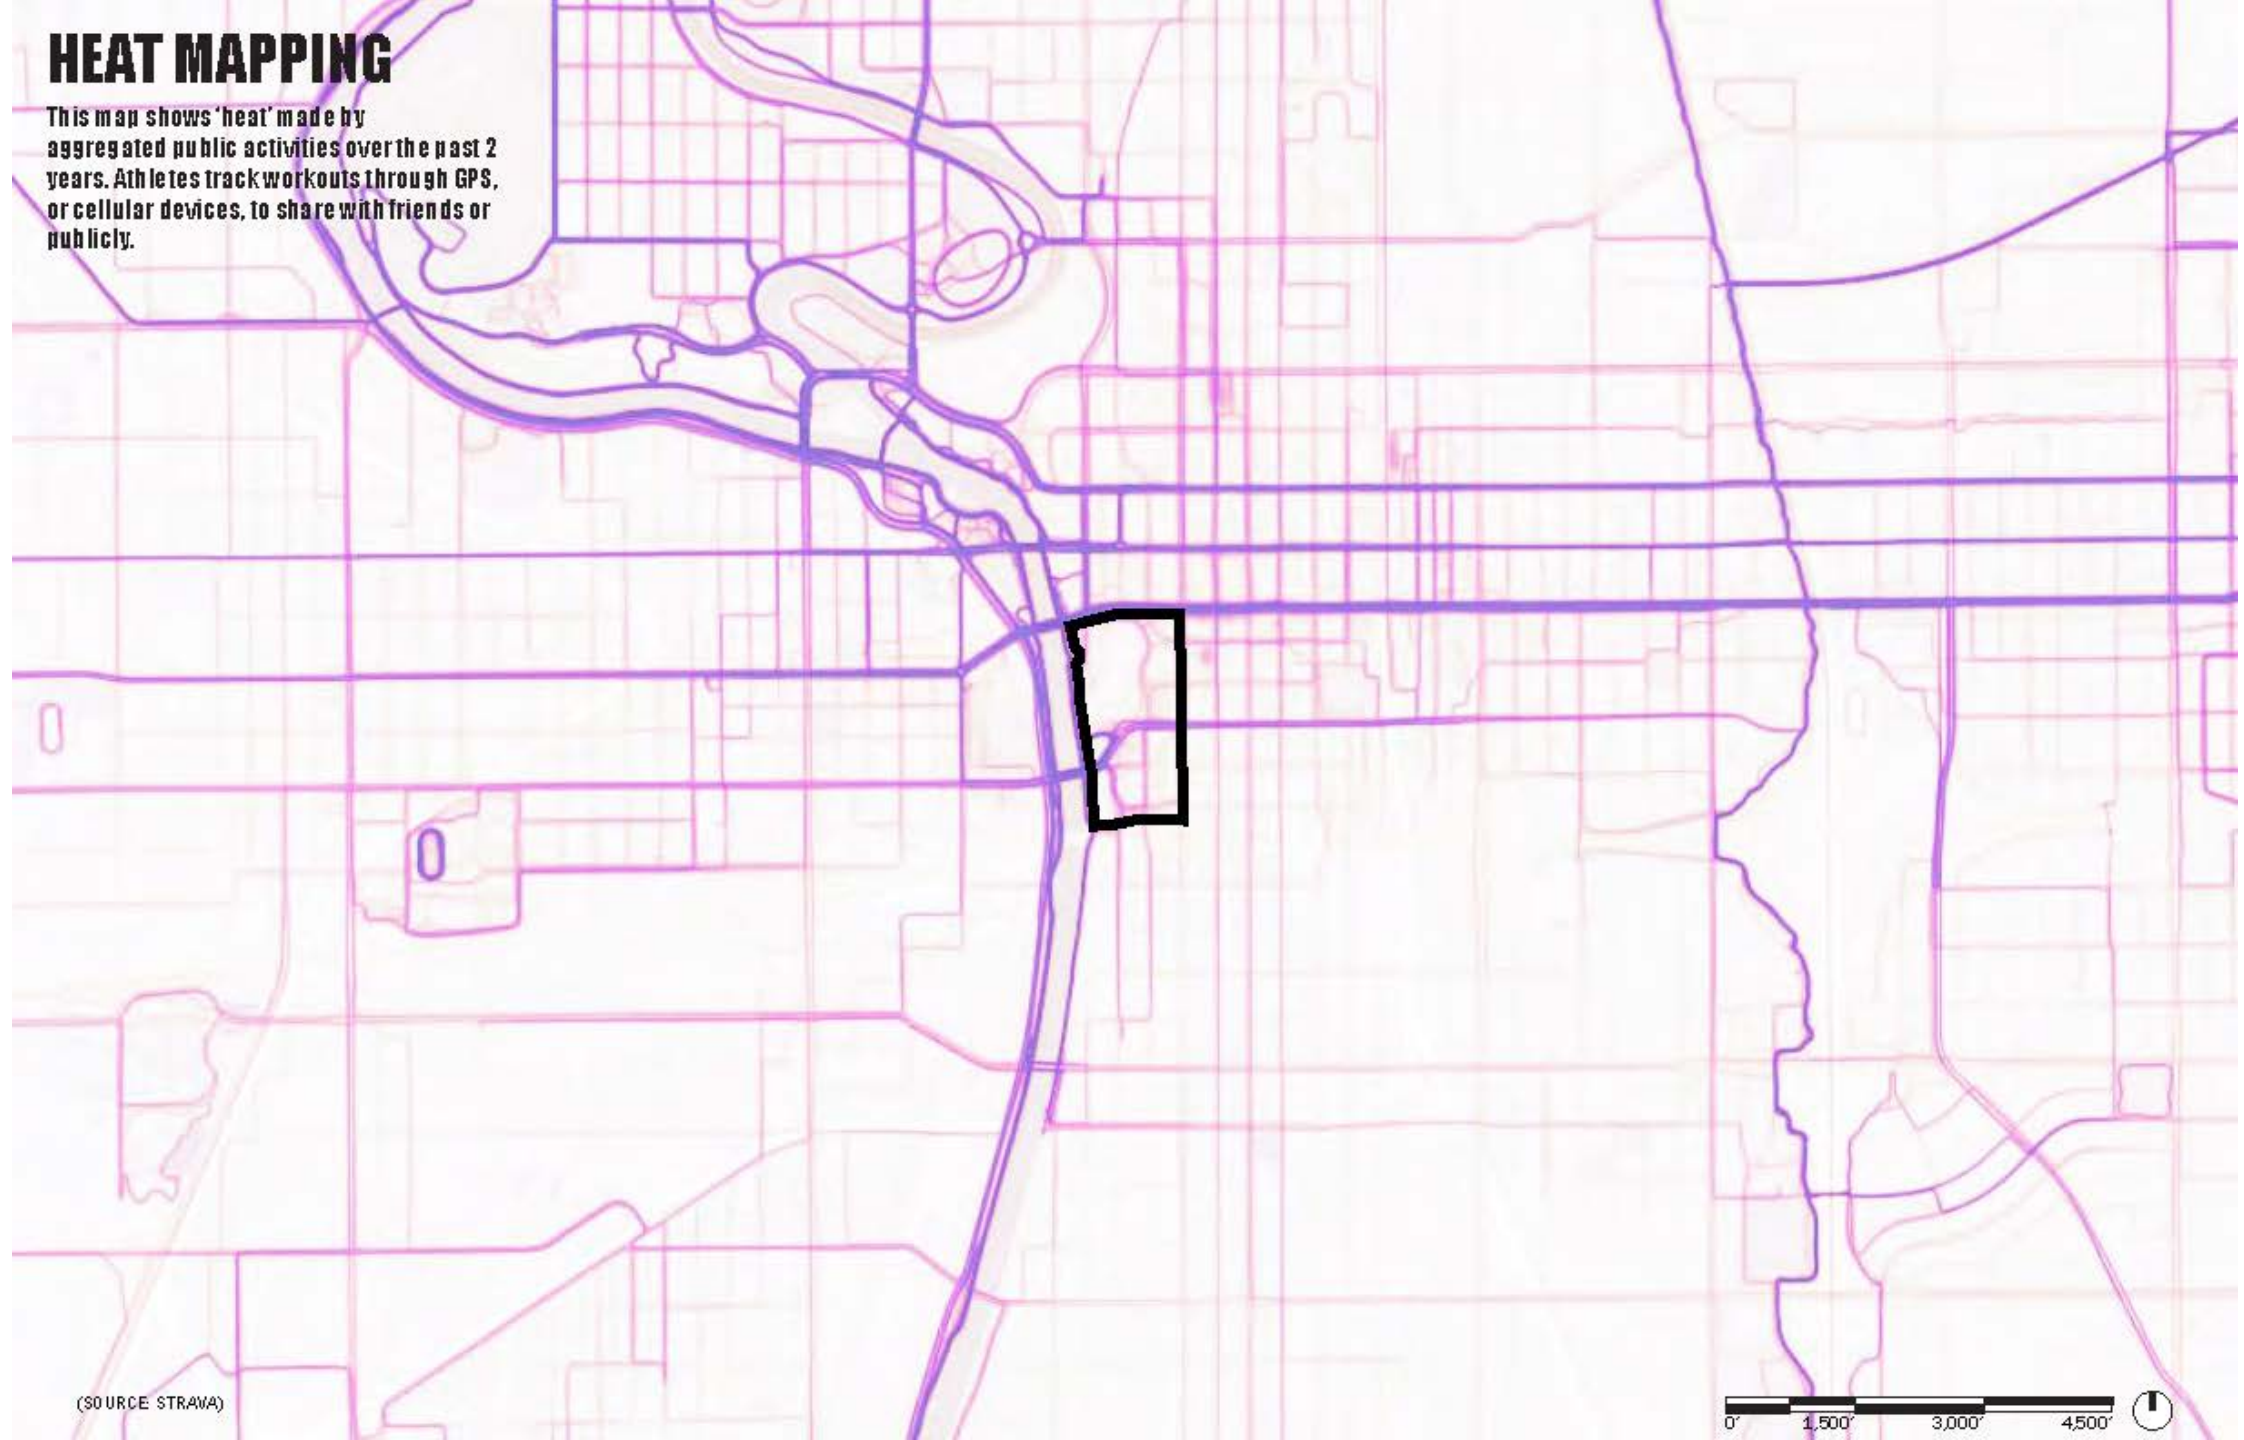 HEAT MAPPING
This map shows 'heat' made by
aggregated public activities over the past 2
years. Athletes track workouts through GPS,
or cellular devices, to share with friends or
publicly.
(SOURCE: STRAVA)
0' 1,500' 3,000' 4,500'